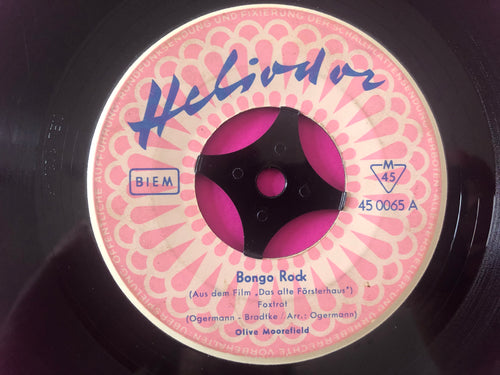 Heliodor
BIEM
M
45
45 0065 A
Bongo Rock
(Aus dem Film „Das alte Försterhaus")
Foxtrot
(Ogermann - Bradtke / Arr.: Ogermann)
Olive Moorefield